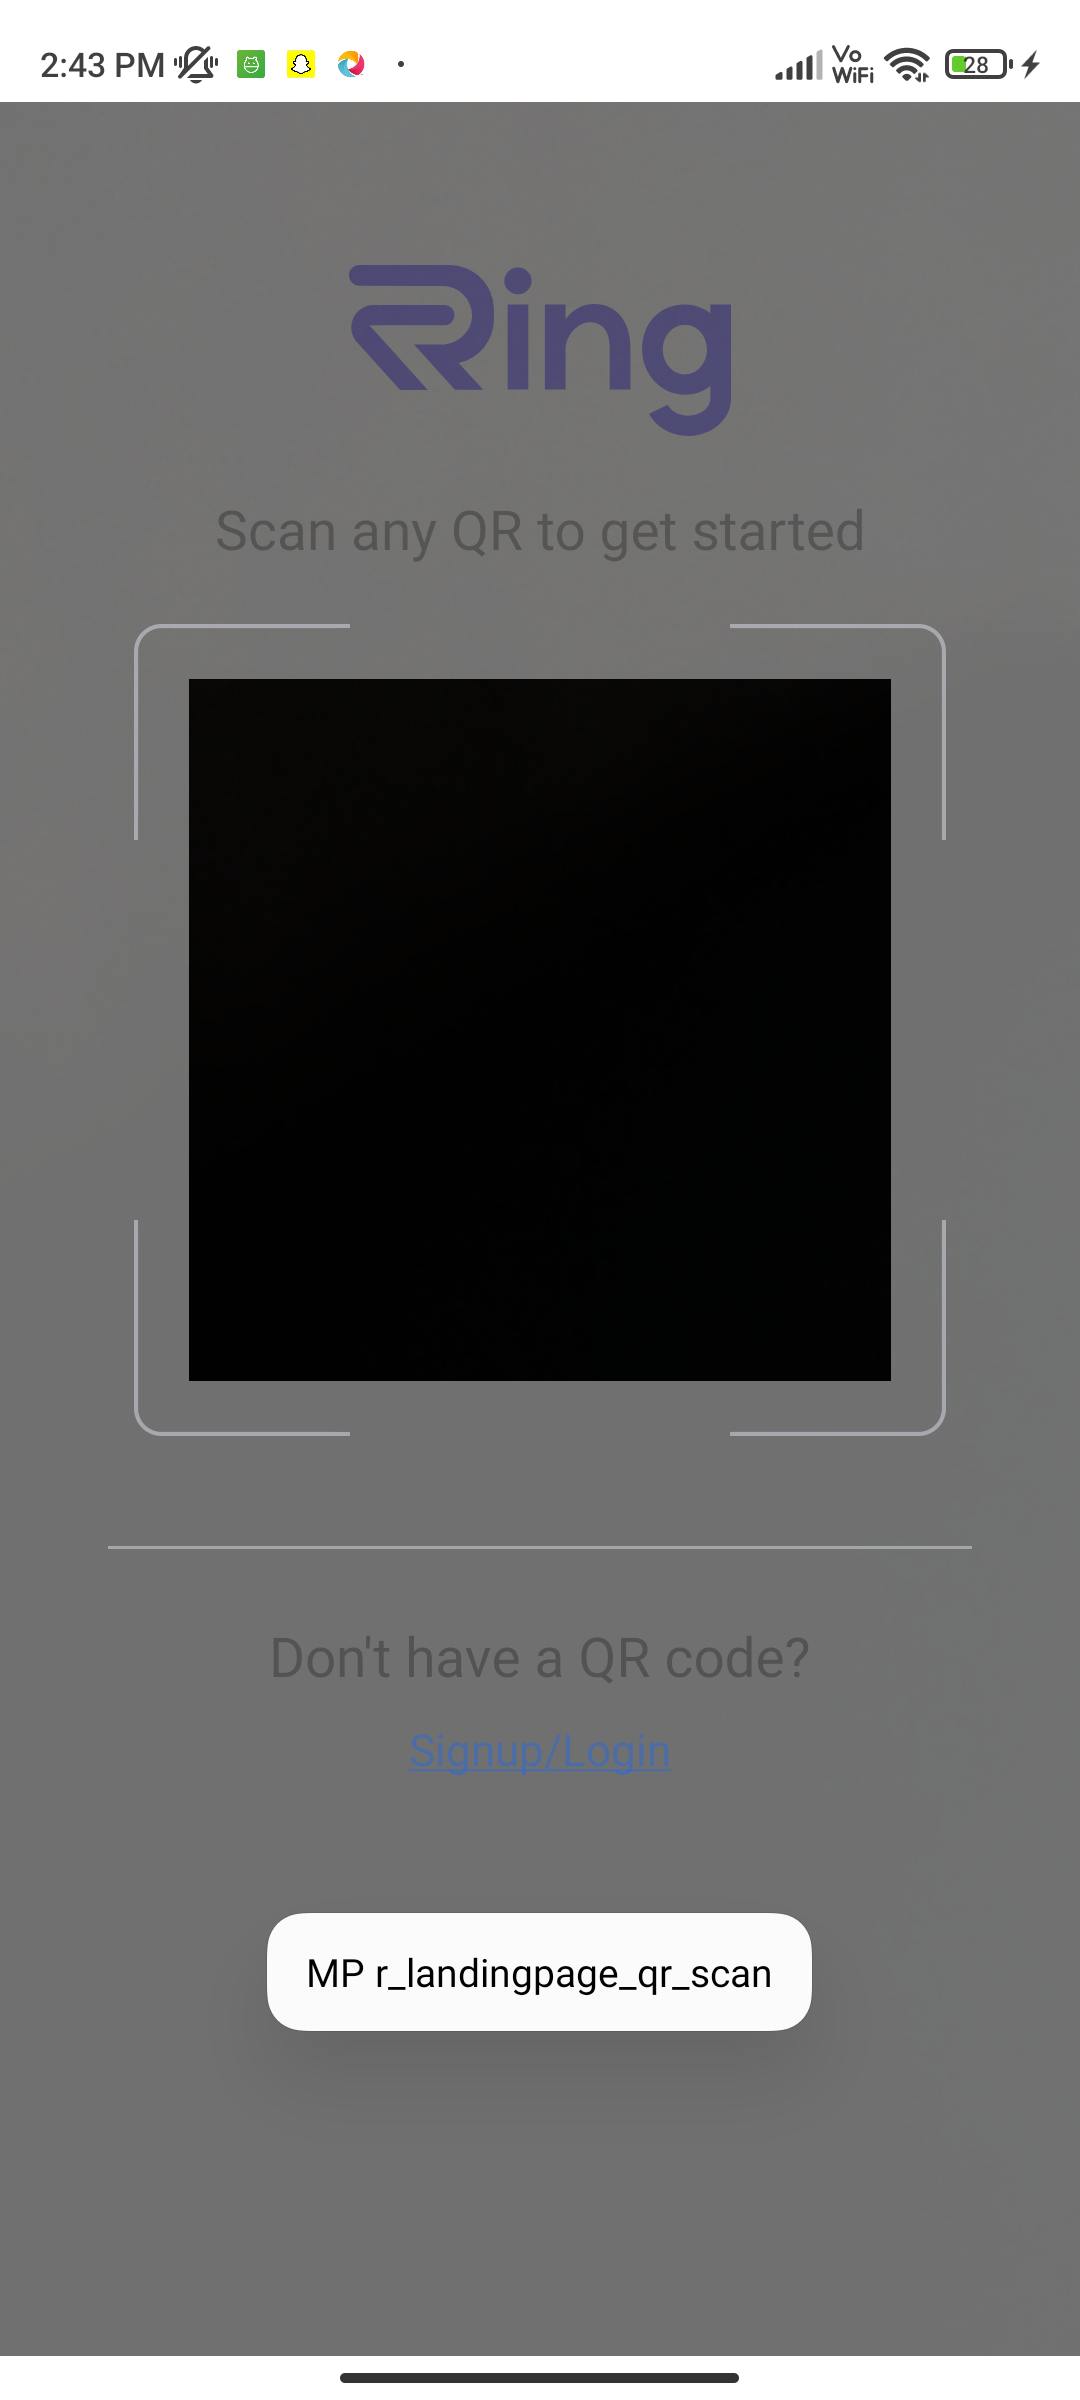 2:43 PM
Vo
WiFi
28
Ring
Scan any QR to get started
Don't have a QR code?
Signup/Login
MP r_landingpage_qr_scan